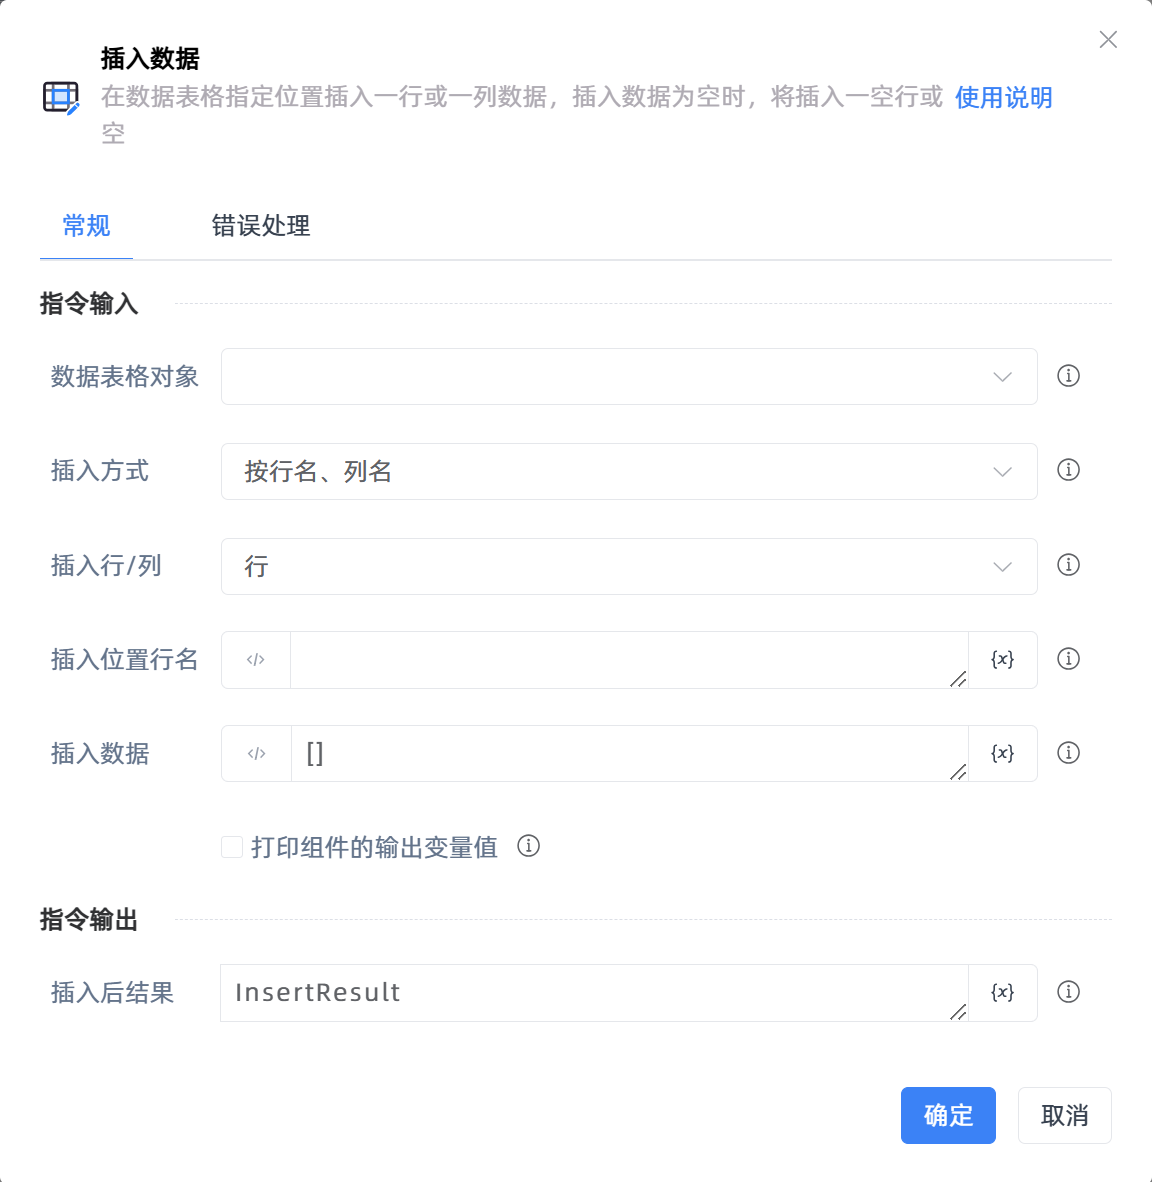 插入数据
在数据表格指定位置插入一行或一列数据，插入数据为空时，将插入一空行或 使用说明
空
常规 错误处理
指令输入
数据表格对象
插入方式 按行名、列名
插入行/列 行
插入位置行名 </> {x}
插入数据 </> [] {x}
打印组件的输出变量值
指令输出
插入后结果 InsertResult {x}
确定 取消